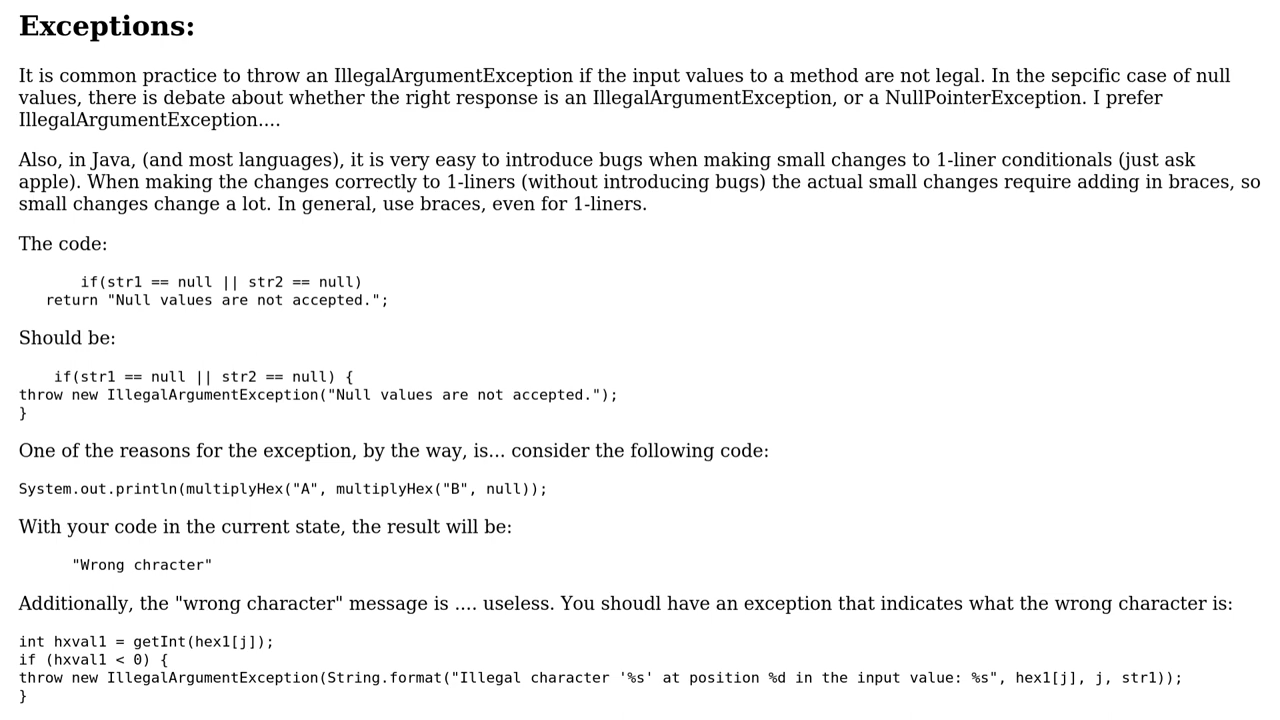 Exceptions:
It is common practice to throw an IllegalArgumentException if the input values to a method are not legal. In the sepcific case of null
values, there is debate about whether the right response is an IllegalArgumentException, or a NullPointerException. I prefer
IllegalArgumentException....
Also, in Java, (and most languages), it is very easy to introduce bugs when making small changes to 1-liner conditionals (just ask
apple). When making the changes correctly to 1-liners (without introducing bugs) the actual small changes require adding in braces, so
small changes change a lot. In general, use braces, even for 1-liners.
The code:
if(str1 == null || str2 == null)
return "Null values are not accepted.";
Should be:
if(str1 == null || str2 == null) {
throw new IllegalArgumentException("Null values are not accepted.");
}
One of the reasons for the exception, by the way, is... consider the following code:
System.out.println(multiplyHex("A", multiplyHex("B", null));
With your code in the current state, the result will be:
"Wrong chracter"
Additionally, the "wrong character" message is .... useless. You shoudl have an exception that indicates what the wrong character is:
int hxval1 = getInt(hex1[j]);
if (hxval1 < 0) {
throw new IllegalArgumentException(String.format("Illegal character '%s' at position %d in the input value: %s", hex1[j], j, str1));
}